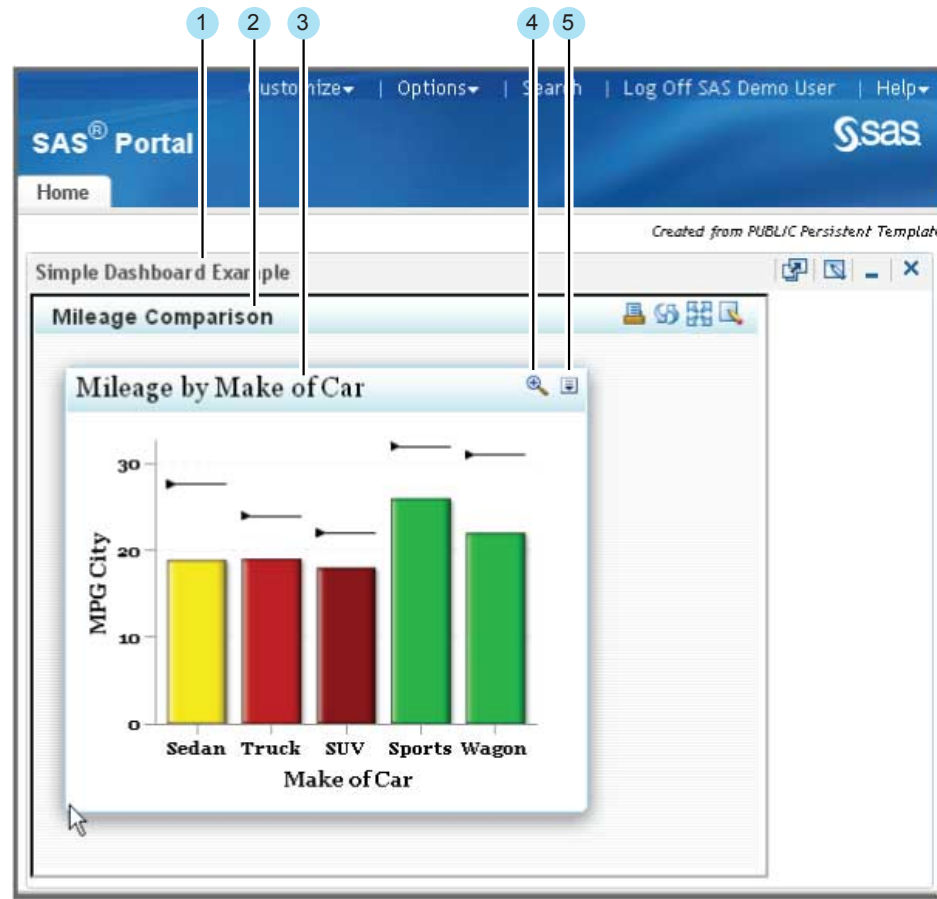 1 2 3 4 5
Customize | Options | Search | Log Off SAS Demo User | Help
SAS® Portal
sas
Home
Created from PUBLIC Persistent Templat
Simple Dashboard Example
Mileage Comparison
Mileage by Make of Car
30
20
10
0
MPG City
Sedan Truck SUV Sports Wagon
Make of Car